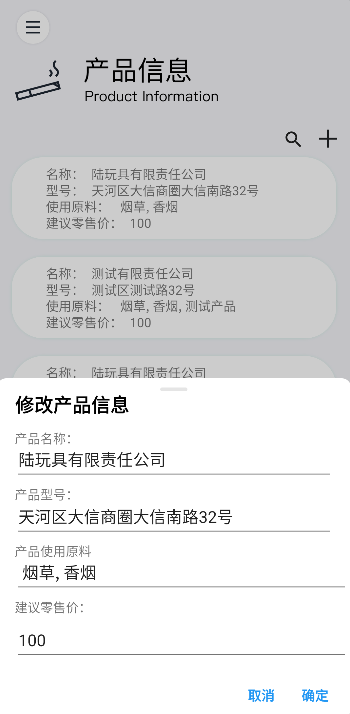 产品信息
Product Information
名称： 陆玩具有限责任公司
型号： 天河区大信商圈大信南路32号
使用原料： 烟草, 香烟
建议零售价： 100
名称： 测试有限责任公司
型号： 测试区测试路32号
使用原料： 烟草, 香烟, 测试产品
建议零售价： 100
名称： 陆玩具有限责任公司
修改产品信息
产品名称：
陆玩具有限责任公司
产品型号：
天河区大信商圈大信南路32号
产品使用原料
烟草, 香烟
建议零售价：
100
取消 确定